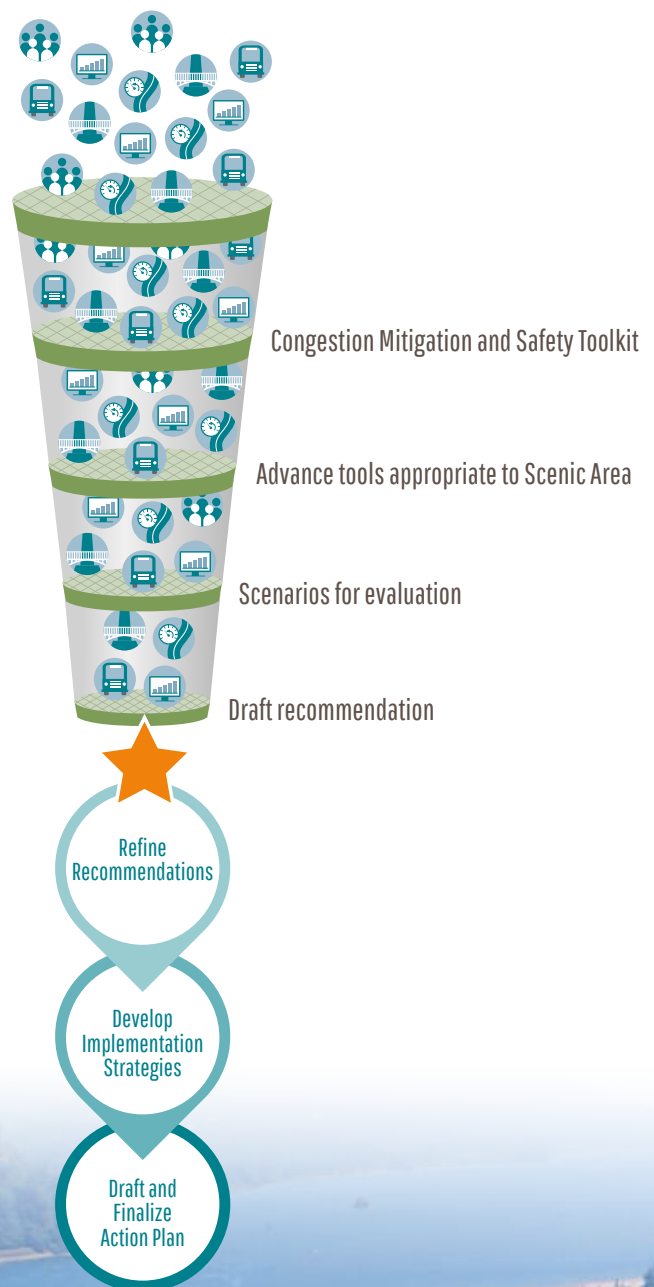 Congestion Mitigation and Safety Toolkit
Advance tools appropriate to Scenic Area
Scenarios for evaluation
Draft recommendation
Refine
Recommendations
Develop
Implementation
Strategies
Draft and
Finalize
Action Plan